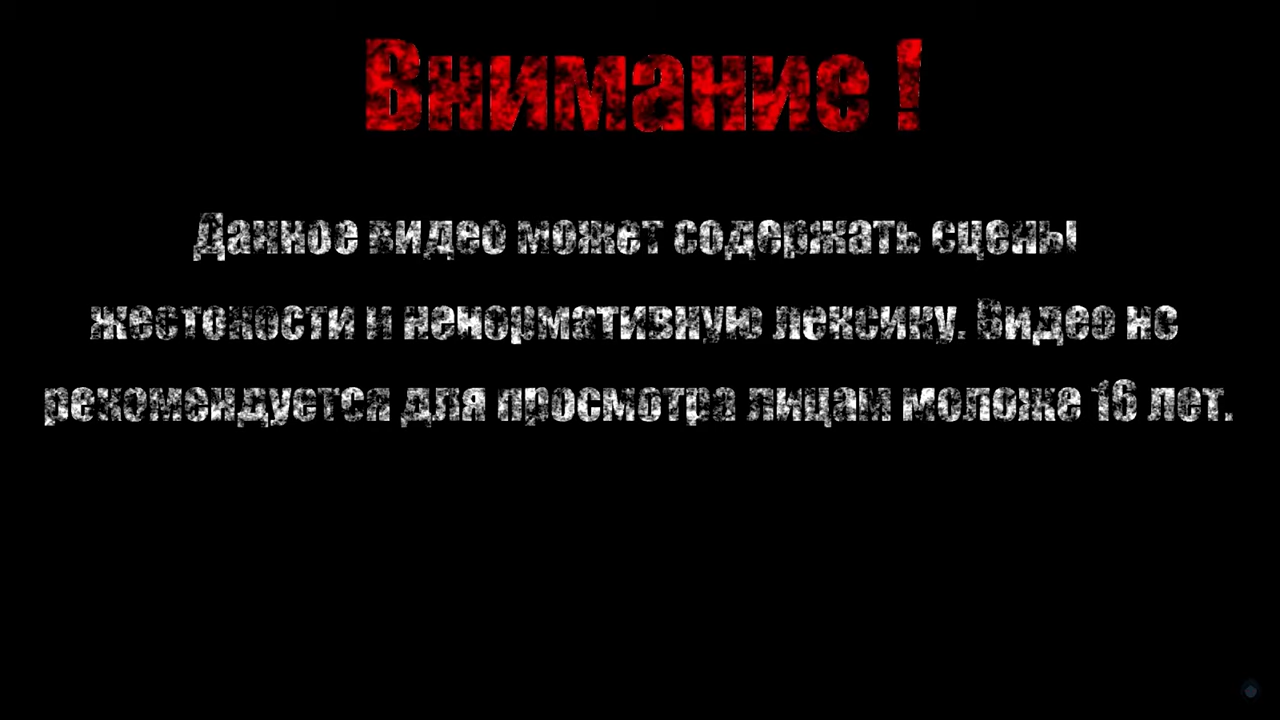 Внимание !
Данное видео может содержать сцены
жестокости и ненормативную лексику. Видео не
рекомендуется для просмотра лицам моложе 16 лет.